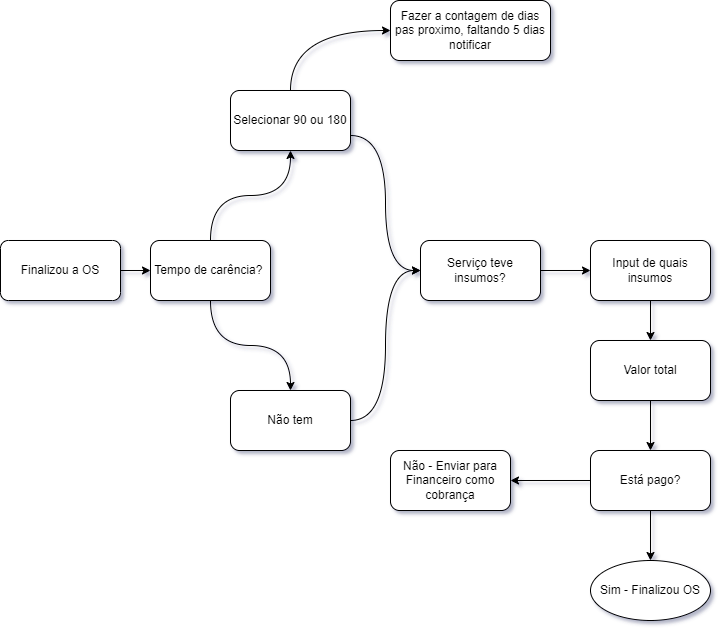 Fazer a contagem de dias
pas proximo, faltando 5 dias
notificar
Selecionar 90 ou 180
Finalizou a OS
Tempo de carência?
Serviço teve
insumos?
Input de quais
insumos
Valor total
Não tem
Não - Enviar para
Financeiro como
cobrança
Está pago?
Sim - Finalizou OS